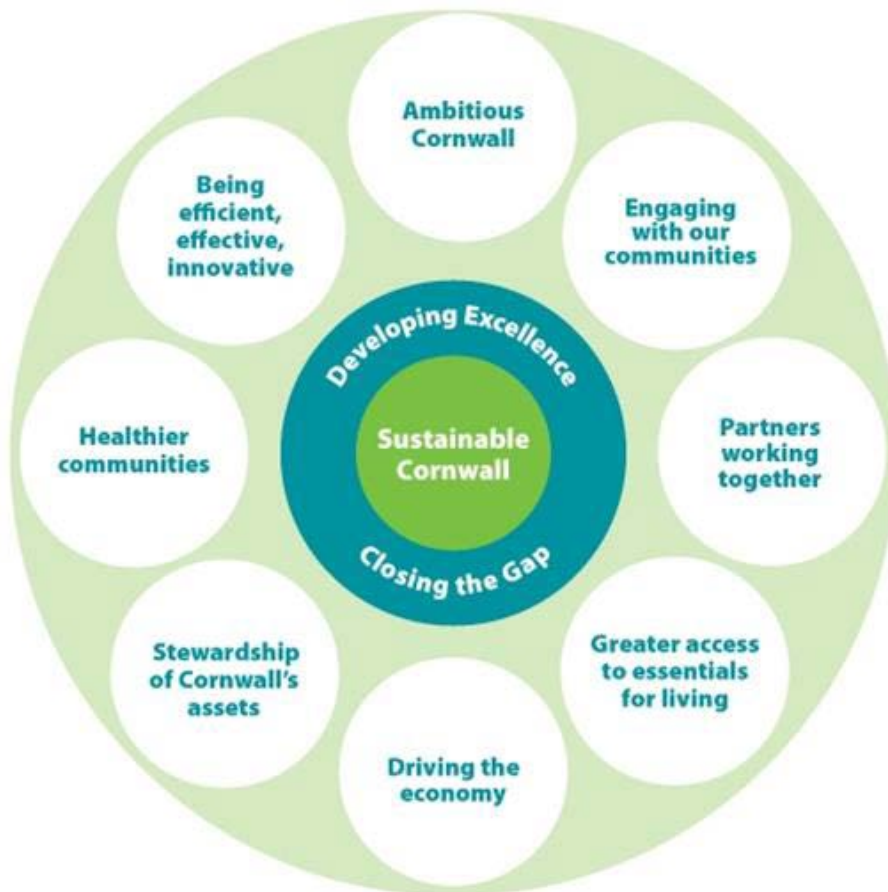 Ambitious
Cornwall
Engaging
with our
communities
Partners
working
together
Greater access
to essentials
for living
Driving the
economy
Stewardship
of Cornwall's
assets
Healthier
communities
Being
efficient,
effective,
innovative
Developing Excellence
Sustainable
Cornwall
Closing the Gap